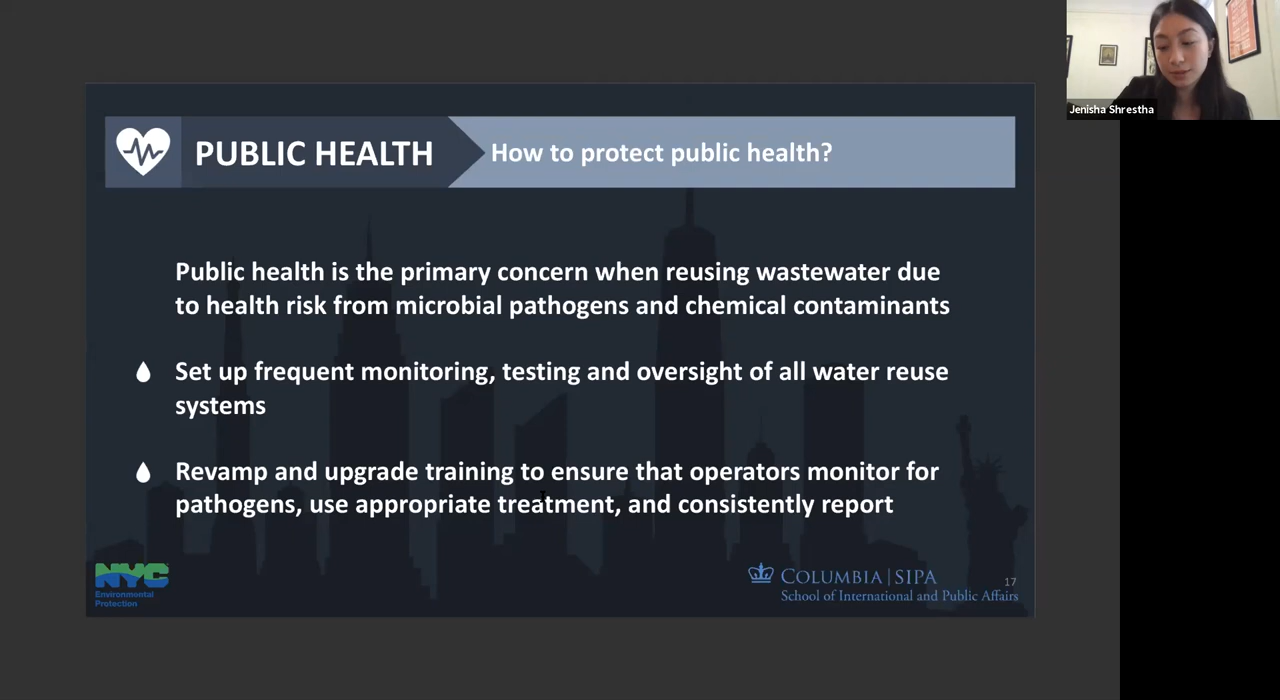 Jenisha Shrestha
PUBLIC HEALTH
How to protect public health?
Public health is the primary concern when reusing wastewater due
to health risk from microbial pathogens and chemical contaminants
Set up frequent monitoring, testing and oversight of all water reuse
systems
Revamp and upgrade training to ensure that operators monitor for
pathogens, use appropriate treatment, and consistently report
NYC
Environmental
Protection
COLUMBIA | SIPA
School of International and Public Affairs
17